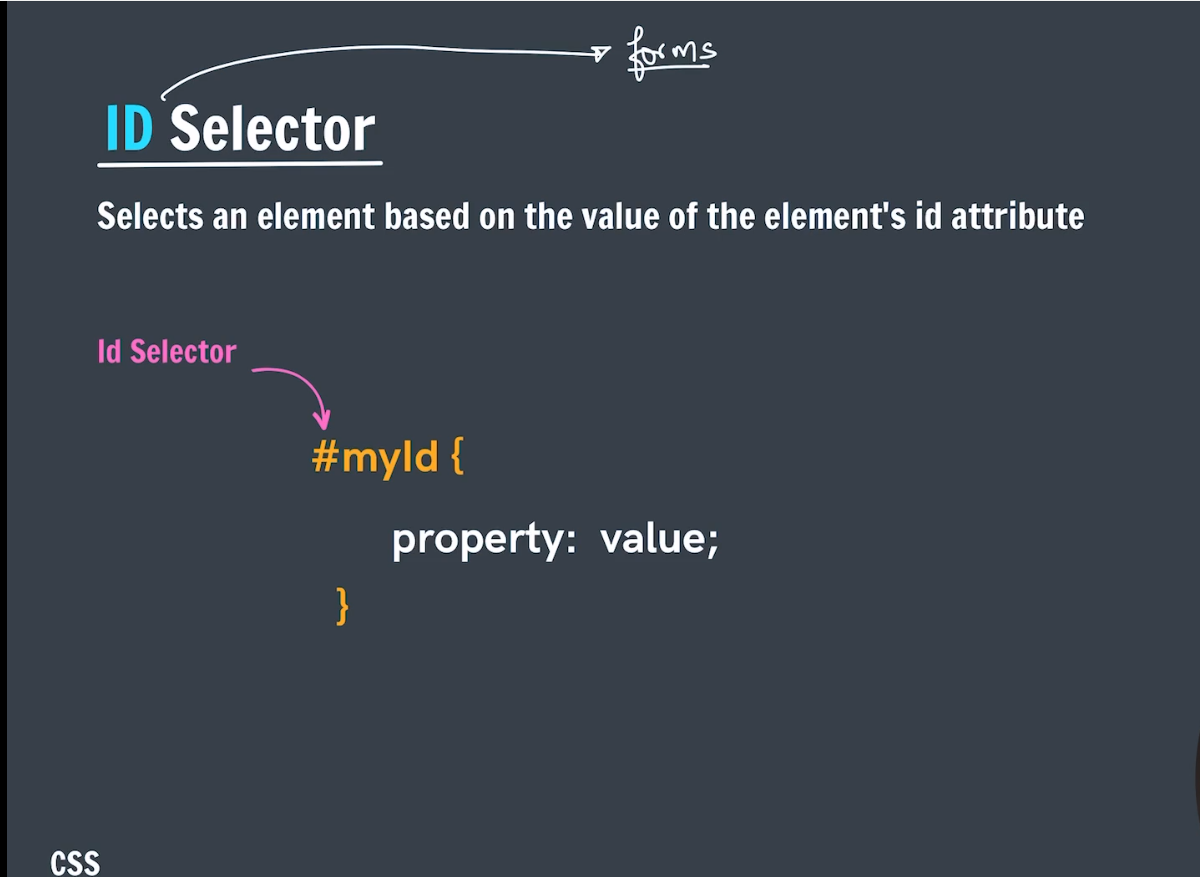 forms
ID Selector
Selects an element based on the value of the element's id attribute
Id Selector
#myId {
property: value;
}
CSS